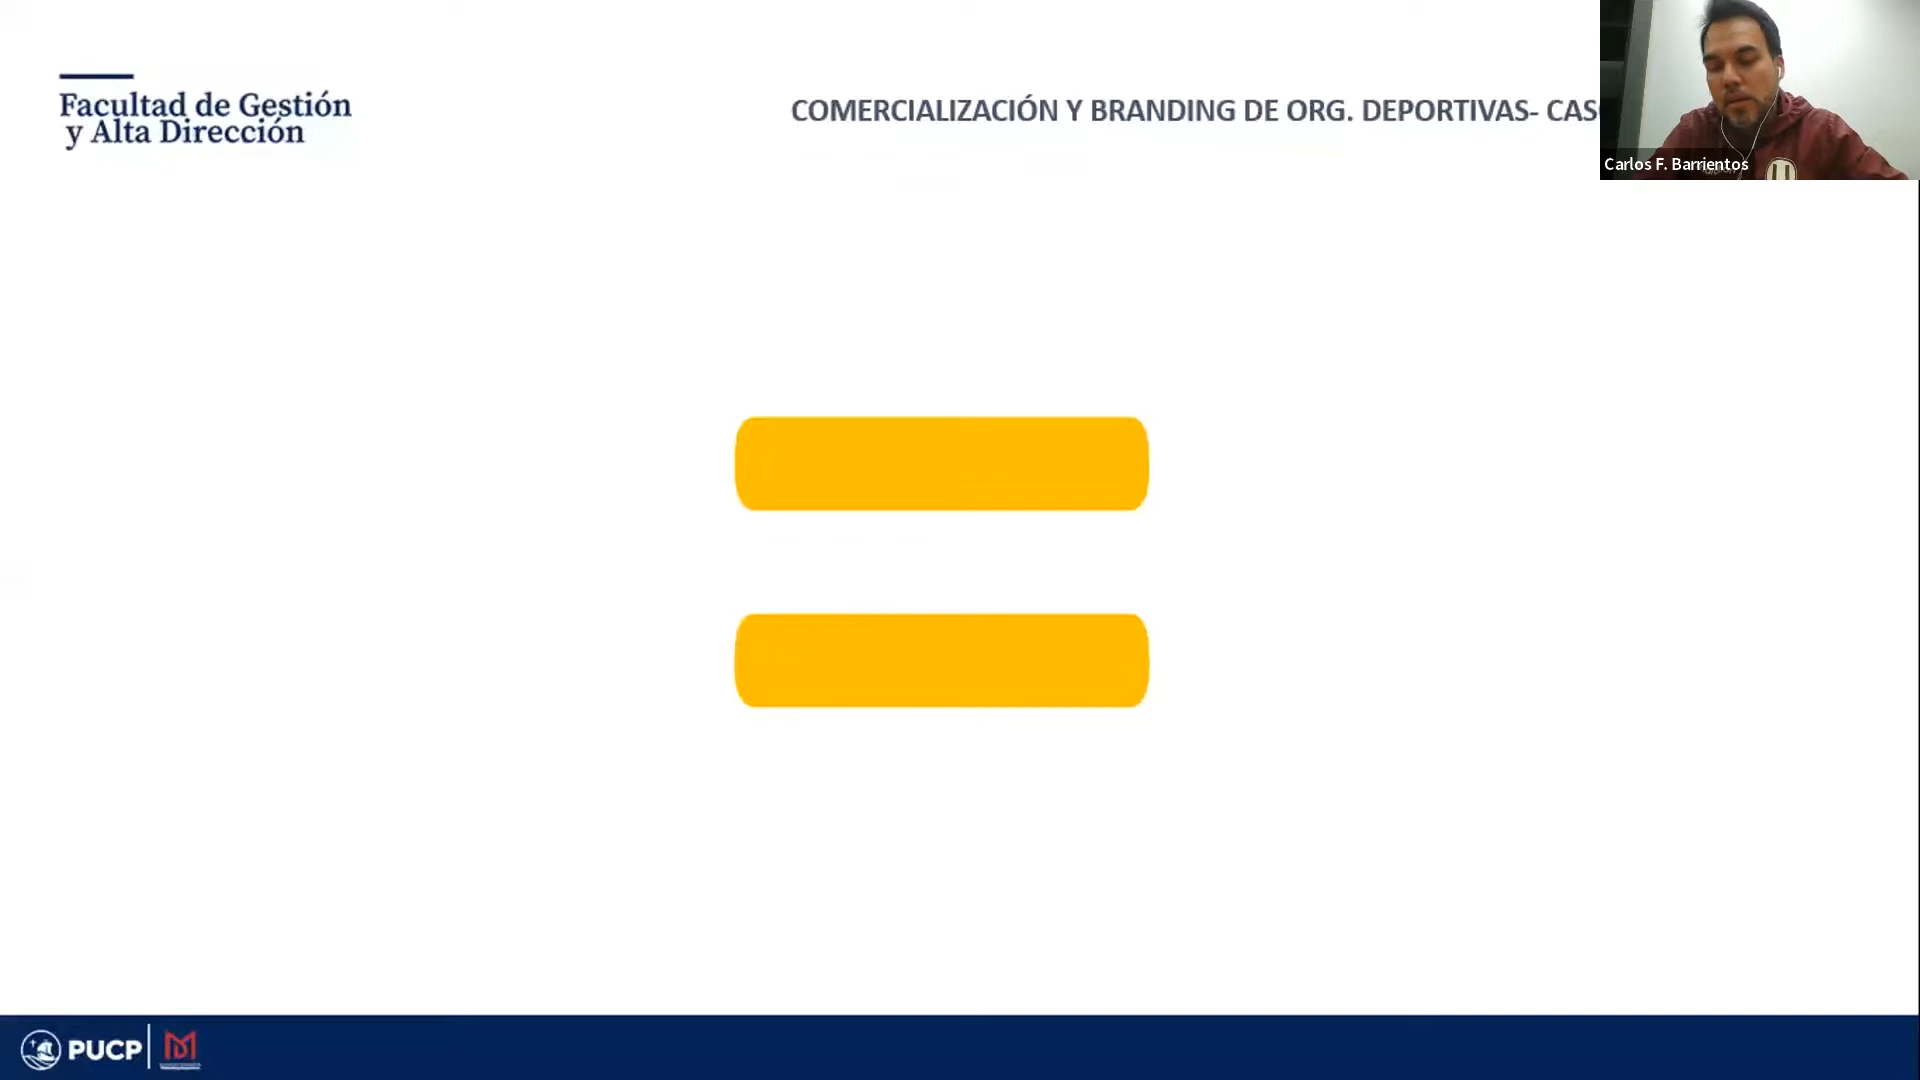 Facultad de Gestión
y Alta Dirección
COMERCIALIZACIÓN Y BRANDING DE ORG. DEPORTIVAS- CAS
Carlos F. Barrientos
PUCP